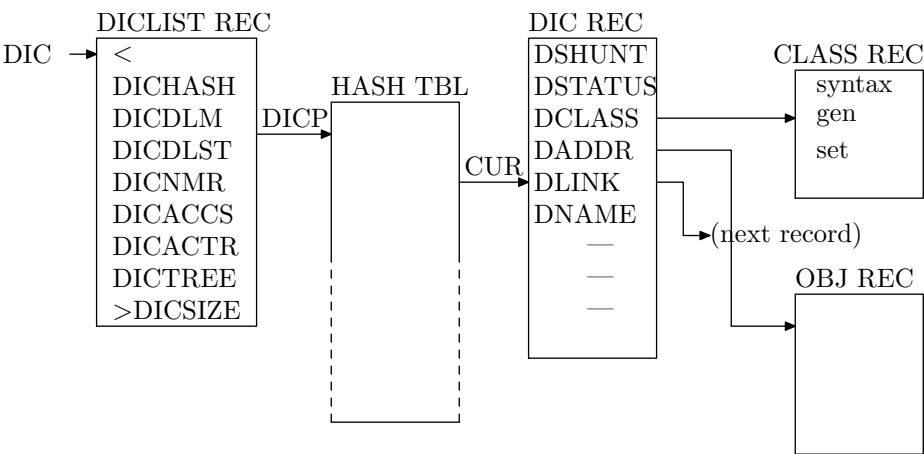 DICLIST REC
DIC
<
DICHASH
DICDLM
DICDLST
DICNMR
DICACCS
DICACTR
DICTREE
>DICSIZE
DICP
HASH TBL
CUR
DIC REC
DSHUNT
DSTATUS
DCLASS
DADDR
DLINK
DNAME
—
—
—
(next record)
CLASS REC
syntax
gen
set
OBJ REC